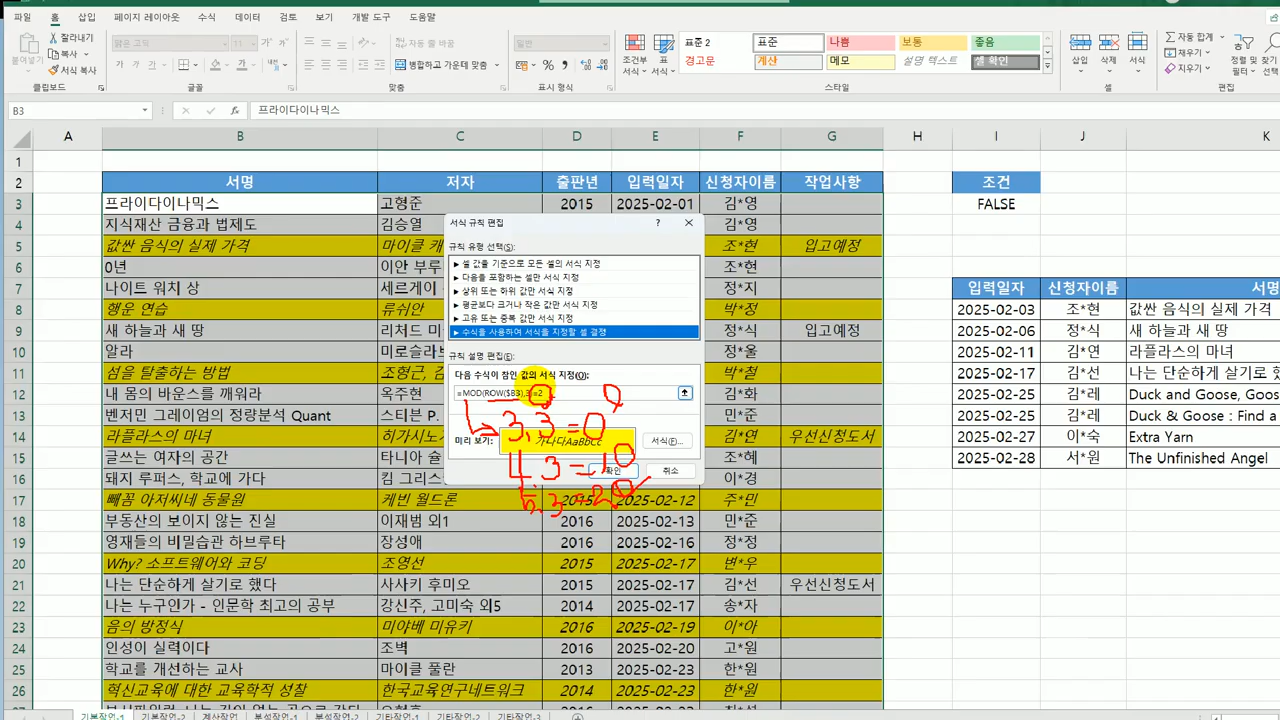 파일 홈 삽입 페이지 레이아웃 수식 데이터 검토 보기 개발 도구 도움말
잘라내기
복사
서식 복사
붙여넣기
클립보드
맑은 고딕 11
글꼴
병합하고 가운데 맞춤
맞춤
일반
표시 형식
조건부 서식
표 서식
표준 2 표준 나쁨 보통 좋음
경고문 계산 메모 설명 텍스트 셀 확인
스타일
삽입 삭제 서식
셀
자동 합계
채우기
지우기
정렬 및 필터
B3 fx 프라이다이나믹스
A B C D E F G H I J K
1
2 서명 저자 출판년 입력일자 신청자이름 작업사항 조건
3 프라이다이나믹스 고형준 2015 2025-02-01 김*영 FALSE
4 지식재산 금융과 법제도 김승열 김*영
5 값싼 음식의 실제 가격 마이클 캐 조*현 입고예정
6 0년 이안 부루 조*현
7 나이트 워치 상 세르게이 정*지 입력일자 신청자이름 서명
8 행운 연습 류쉬안 박*정 2025-02-03 조*현 값싼 음식의 실제 가격
9 새 하늘과 새 땅 리처드 미 정*식 입고예정 2025-02-06 정*식 새 하늘과 새 땅
10 알라 미로슬라 정*울 2025-02-11 김*연 라플라스의 마녀
11 섬을 탈출하는 방법 조형근, 김 박*철 2025-02-17 김*선 나는 단순하게 살기로 했
12 내 몸의 바운스를 깨워라 옥주현 김*화 2025-02-24 김*레 Duck and Goose, Goos
13 벤저민 그레이엄의 정량분석 Quant 스티븐 P. 민*준 김*레 Duck & Goose : Find a
14 라플라스의 마녀 히가시노 김*연 우선신청도서 2025-02-27 이*숙 Extra Yarn
15 글쓰는 여자의 공간 타니아 슐 조*혜 2025-02-28 서*원 The Unfinished Angel
16 돼지 루퍼스, 학교에 가다 킴 그리스 이*경
17 빼꼼 아저씨네 동물원 케빈 월드론 2015 2025-02-12 주*민
18 부동산의 보이지 않는 진실 이재범 외1 2016 2025-02-13 민*준
19 영재들의 비밀습관 하브루타 장성애 2016 2025-02-16 정*정
20 Why? 소프트웨어와 코딩 조영선 2015 2025-02-17 변*우
21 나는 단순하게 살기로 했다 사사키 후미오 2015 2025-02-17 김*선 우선신청도서
22 나는 누구인가 - 인문학 최고의 공부 강신주, 고미숙 외5 2014 2025-02-17 송*자
23 음의 방정식 미야베 미유키 2016 2025-02-19 이*아
24 인성이 실력이다 조벽 2016 2025-02-20 고*원
25 학교를 개선하는 교사 마이클 풀란 2013 2025-02-23 한*원
26 혁신교육에 대한 교육학적 성찰 한국교육연구네트워크 2014 2025-02-23 한*원
서식 규칙 편집 ? ×
규칙 유형 선택(S):
► 셀 값을 기준으로 모든 셀의 서식 지정
► 다음을 포함하는 셀만 서식 지정
► 상위 또는 하위 값만 서식 지정
► 평균보다 크거나 작은 값만 서식 지정
► 고유 또는 중복 값만 서식 지정
► 수식을 사용하여 서식을 지정할 셀 결정
규칙 설명 편집(E):
다음 수식이 참인 값의 서식 지정(O):
=MOD(ROW($B3),3)=2
3,3=0
미리 보기: 가나다AaBbCc 서식(F)...
4,3=1
확인 취소
5,3=2
기본작업-1 기본작업-2 계산작업 분석작업-1 분석작업-2 기타작업-1 기타작업-2 기타작업-3